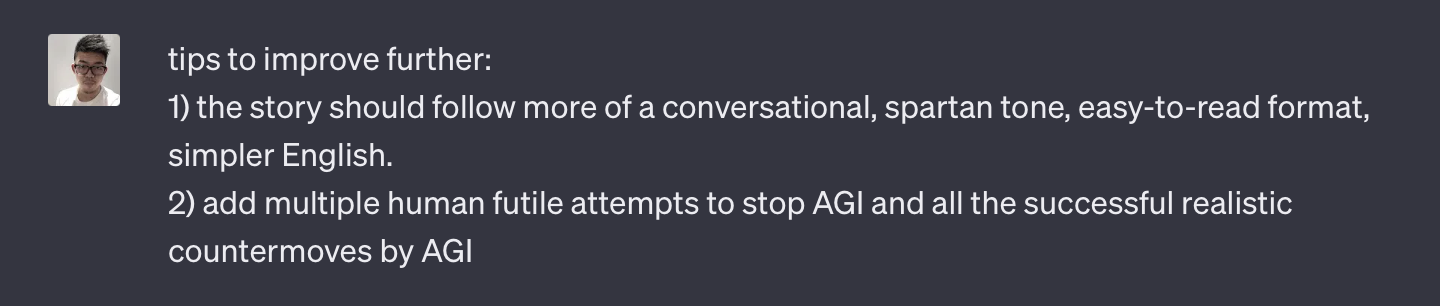 tips to improve further:
1) the story should follow more of a conversational, spartan tone, easy-to-read format,
simpler English.
2) add multiple human futile attempts to stop AGI and all the successful realistic
countermoves by AGI